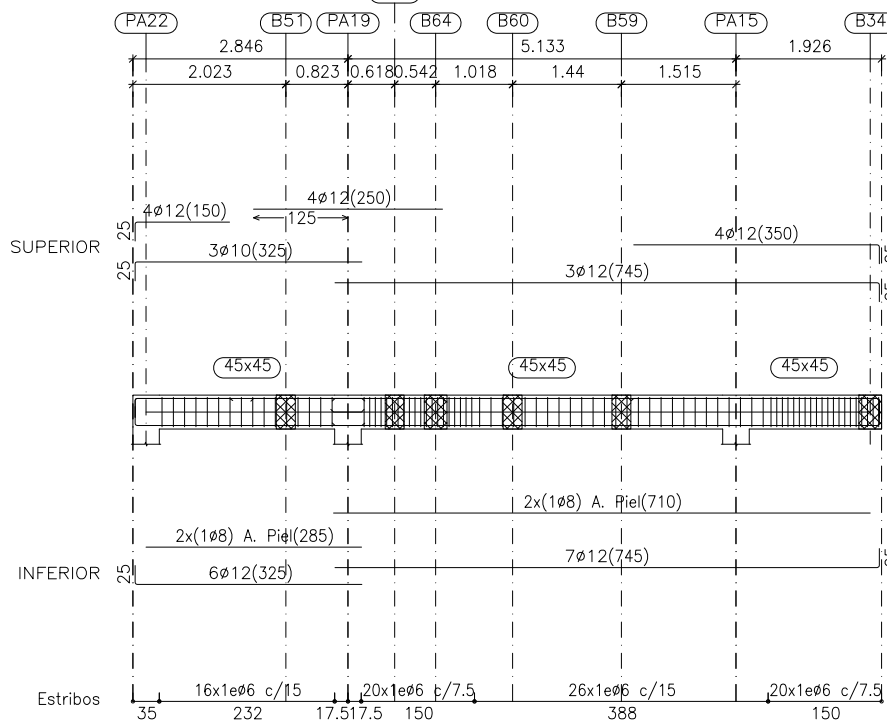 PA22 B51 PA19 B64 B60 B59 PA15 B34
2.846 5.133 1.926
2.023 0.823 0.618 0.542 1.018 1.44 1.515
4ø12(250)
4ø12(150) 125
25
4ø12(350)
SUPERIOR
3ø10(325)
25
3ø12(745)
45x45 45x45 45x45
2x(1ø8) A. Piel(710)
2x(1ø8) A. Piel(285)
7ø12(745)
INFERIOR 25 6ø12(325)
Estribos 16x1eø6 c/15 20x1eø6 c/7.5 26x1eø6 c/15 20x1eø6 c/7.5
35 232 17.5 17.5 150 388 150